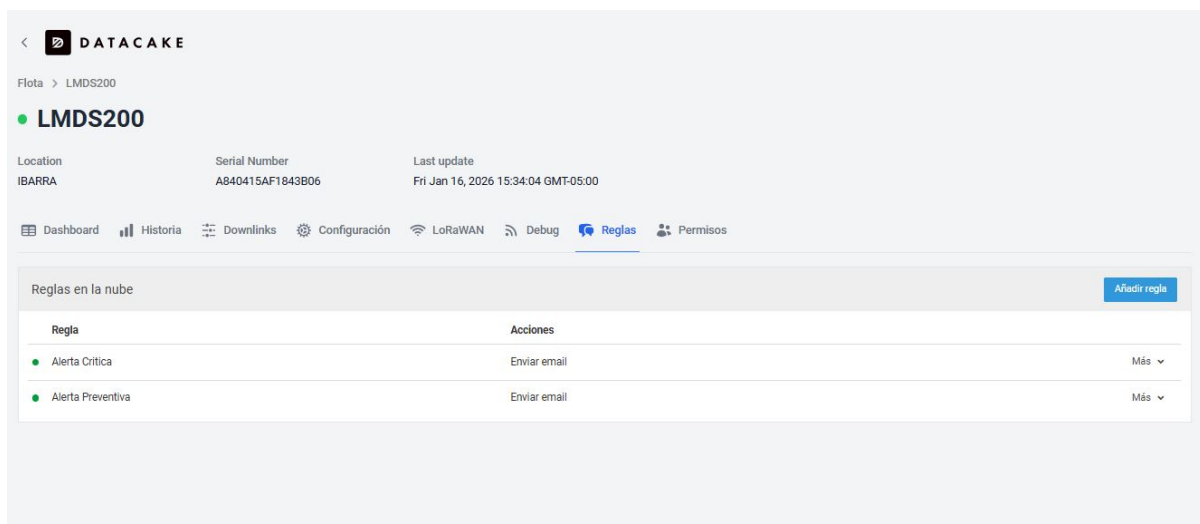 DATACAKE
Flota > LMDS200
LMDS200
Location Serial Number Last update
IBARRA A840415AF1843B06 Fri Jan 16, 2026 15:34:04 GMT-05:00
Dashboard Historia Downlinks Configuración LoRaWAN Debug Reglas Permisos
Reglas en la nube Añadir regla
Regla Acciones
Alerta Critica Enviar email Más
Alerta Preventiva Enviar email Más